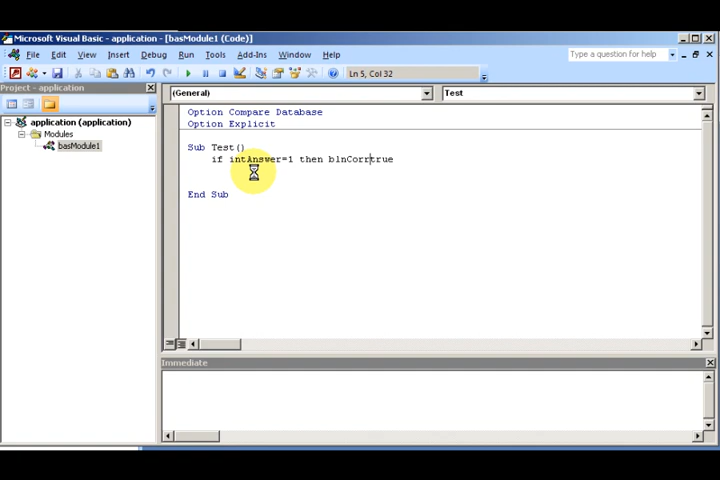 Microsoft Visual Basic - application - [basModule1 (Code)]
File Edit View Insert Debug Run Tools Add-Ins Window Help
Type a question for help
Ln 5, Col 32
Project - application
(General)
Test
application (application)
Modules
basModule1
Option Compare Database
Option Explicit
Sub Test()
if intAnswer=1 then blnCorrtrue
End Sub
Immediate